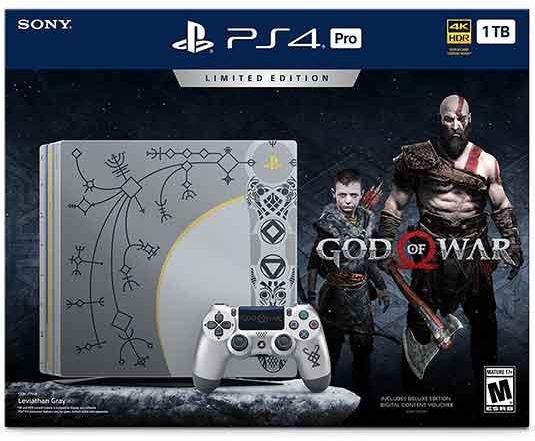 SONY
PS4 Pro
4K
HDR
1TB
LIMITED EDITION
GOD OF WAR
GOD OF WAR
Leviathan Gray
INCLUDES DELUXE EDITION
DIGITAL CONTENT VOUCHER
MATURE 17+
M
ESRB